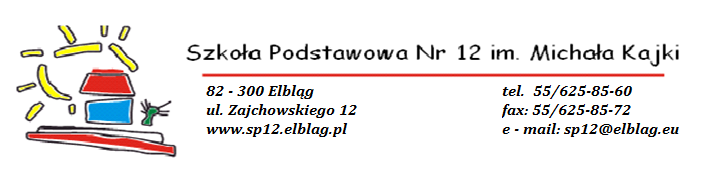 Szkoła Podstawowa Nr 12 im. Michała Kajki
82 - 300 Elbląg
ul. Zajchowskiego 12
www.sp12.elblag.pl
tel. 55/625-85-60
fax: 55/625-85-72
e - mail: sp12@elblag.eu